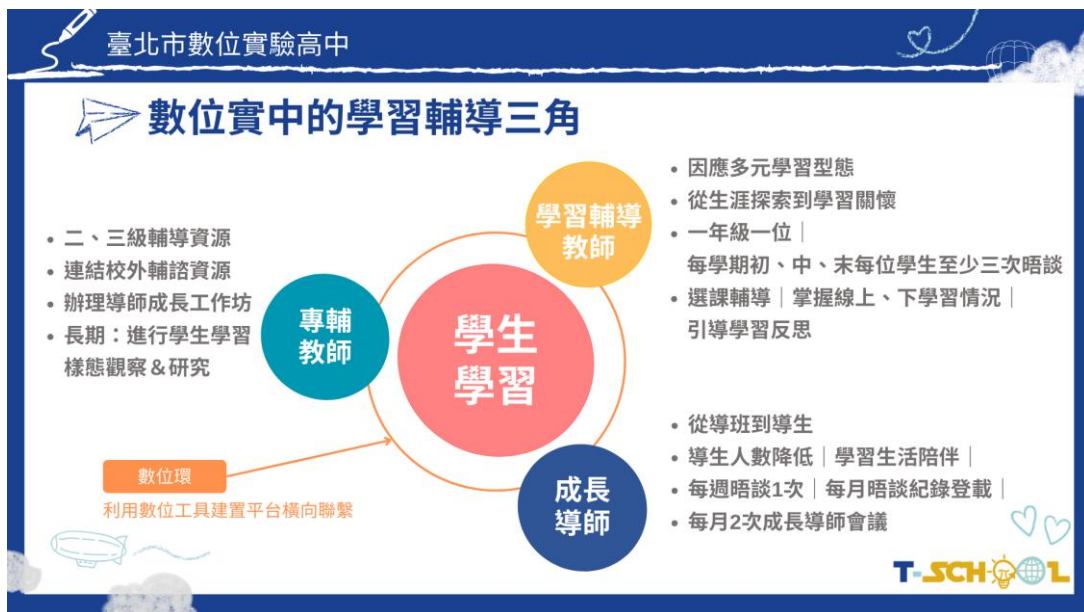 臺北市數位實驗高中
數位實中的學習輔導三角
• 二、三級輔導資源
• 連結校外輔諮資源
• 辦理導師成長工作坊
• 長期：進行學生學習
樣態觀察＆研究
專輔
教師
學生
學習
學習輔導
教師
• 因應多元學習型態
• 從生涯探索到學習關懷
• 一年級一位｜
每學期初、中、末每位學生至少三次晤談
• 選課輔導｜掌握線上、下學習情況｜
引導學習反思
成長
導師
• 從導班到導生
• 導生人數降低｜學習生活陪伴｜
• 每週晤談1次｜每月晤談紀錄登載｜
• 每月2次成長導師會議
數位環
利用數位工具建置平台橫向聯繫
T-SCHOOL